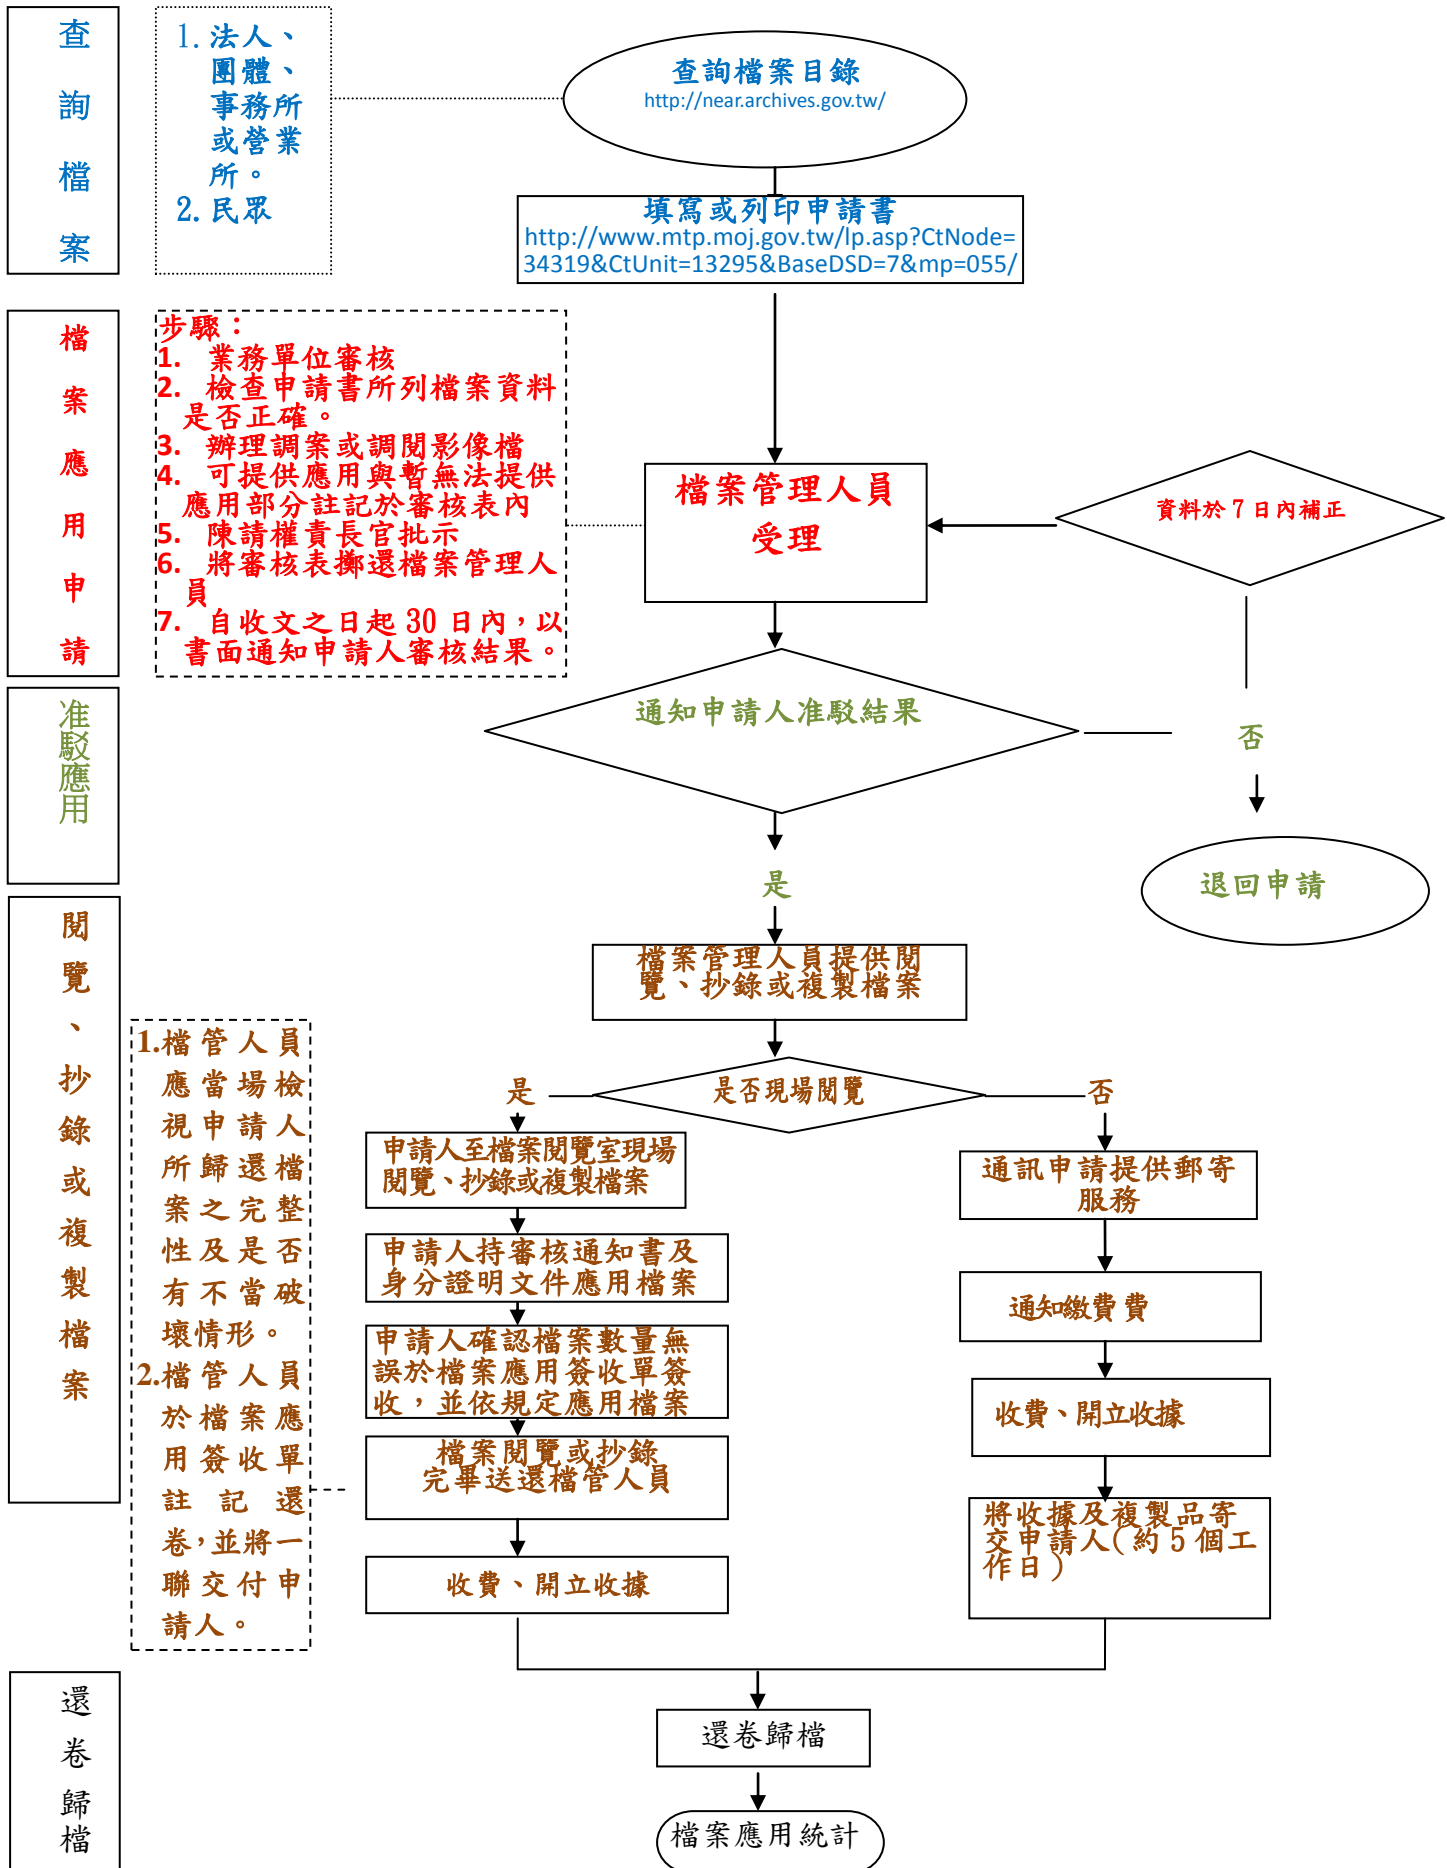 查
詢
檔
案
1. 法人、
團體、
事務所
或營業
所。
2. 民眾
查詢檔案目錄
http://near.archives.gov.tw/
填寫或列印申請書
http://www.mtp.moj.gov.tw/lp.asp?CtNode=
34319&CtUnit=13295&BaseDSD=7&mp=055/
檔
案
應
用
申
請
步驟：
1. 業務單位審核
2. 檢查申請書所列檔案資料
是否正確。
3. 辦理調案或調閱影像檔
4. 可提供應用與暫無法提供
應用部分註記於審核表內
5. 陳請權責長官批示
6. 將審核表擲還檔案管理人
員
7. 自收文之日起 30 日內，以
書面通知申請人審核結果。
檔案管理人員
受理
資料於 7 日內補正
准
駁
應
用
通知申請人准駁結果
否
是
退回申請
閱
覽
、
抄
錄
或
複
製
檔
案
檔案管理人員提供閱
覽、抄錄或複製檔案
是否現場閱覽
是
否
1.檔管人員
應當場檢
視申請人
所歸還檔
案之完整
性及是否
有不當破
壞情形。
2.檔管人員
於檔案應
用簽收單
註記還
卷，並將一
聯交付申
請人。
申請人至檔案閱覽室現場
閱覽、抄錄或複製檔案
申請人持審核通知書及
身分證明文件應用檔案
申請人確認檔案數量無
誤於檔案應用簽收單簽
收，並依規定應用檔案
檔案閱覽或抄錄
完畢送還檔管人員
收費、開立收據
通訊申請提供郵寄
服務
通知繳費費
收費、開立收據
將收據及複製品寄
交申請人(約 5 個工
作日)
還
卷
歸
檔
還卷歸檔
檔案應用統計